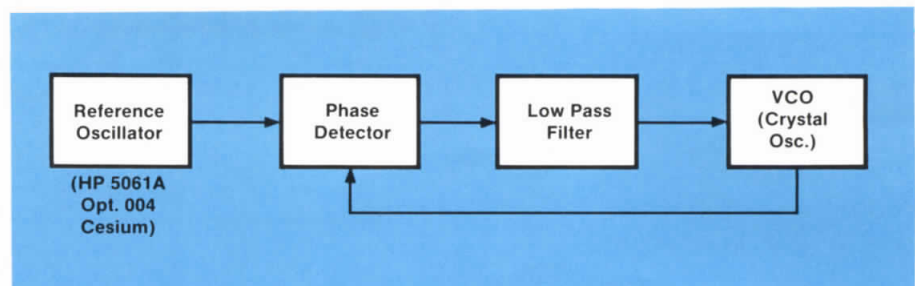 Reference
Oscillator
(HP 5061A
Opt. 004
Cesium)
Phase
Detector
Low Pass
Filter
VCO
(Crystal
Osc.)